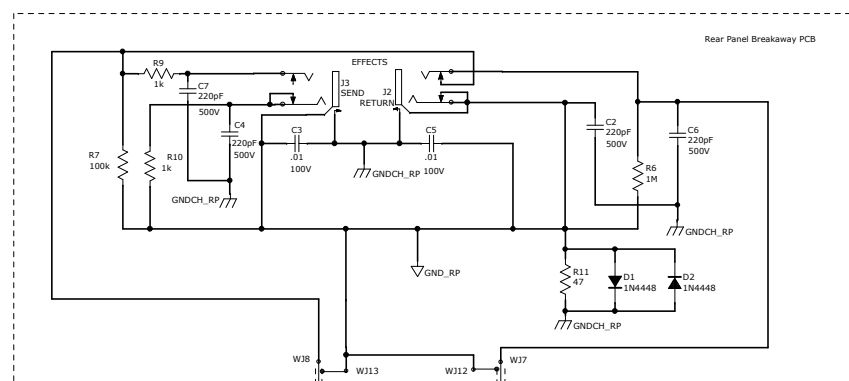 Rear Panel Breakaway PCB
R9
1k
EFFECTS
C7
220pF
500V
J3
SEND
J2
RETURN
C4
220pF
500V
C3
.01
100V
C5
.01
100V
C2
220pF
500V
C6
220pF
500V
R7
100k
R10
1k
R6
1M
GNDCH_RP
GNDCH_RP
GNDCH_RP
GND_RP
R11
47
D1
1N4448
D2
1N4448
GNDCH_RP
WJ8
WJ13
WJ12
WJ7